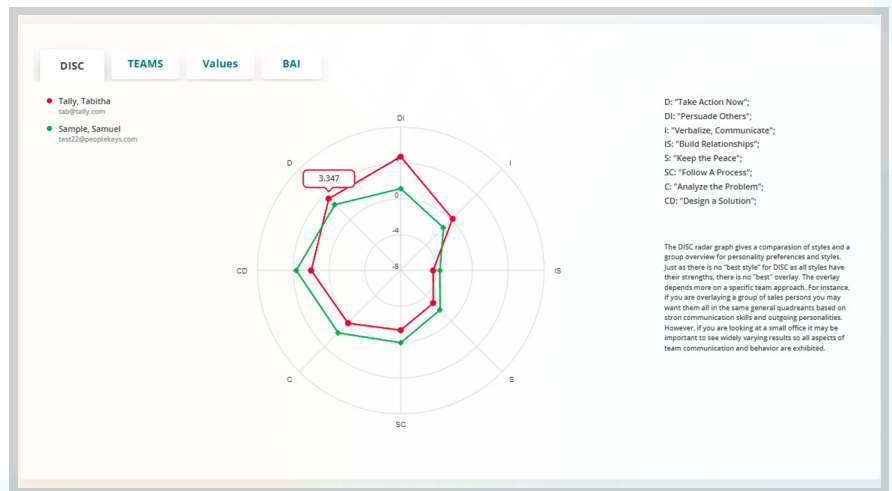 DISC
TEAMS
Values
BAI
Tally, Tabitha
tab@tally.com
Sample, Samuel
test22@peoplekeys.com
DI
D
I
3.347
0
-4
-8
CD
IS
C
S
SC
D: "Take Action Now";
DI: "Persuade Others";
I: "Verbalize, Communicate";
IS: "Build Relationships";
S: "Keep the Peace";
SC: "Follow A Process";
C: "Analyze the Problem";
CD: "Design a Solution";
The DISC radar graph gives a comparasion of styles and a
group overview for personality preferences and styles.
Just as there is no "best style" for DISC as all styles have
their strengths, there is no "best" overlay. The overlay
depends more on a specific team approach. For instance,
if you are overlaying a group of sales persons you may
want them all in the same general quadreants based on
stron communication skills and outgoing personalities.
However, if you are looking at a small office it may be
important to see widely varying results so all aspects of
team communication and behavior are exhibited.